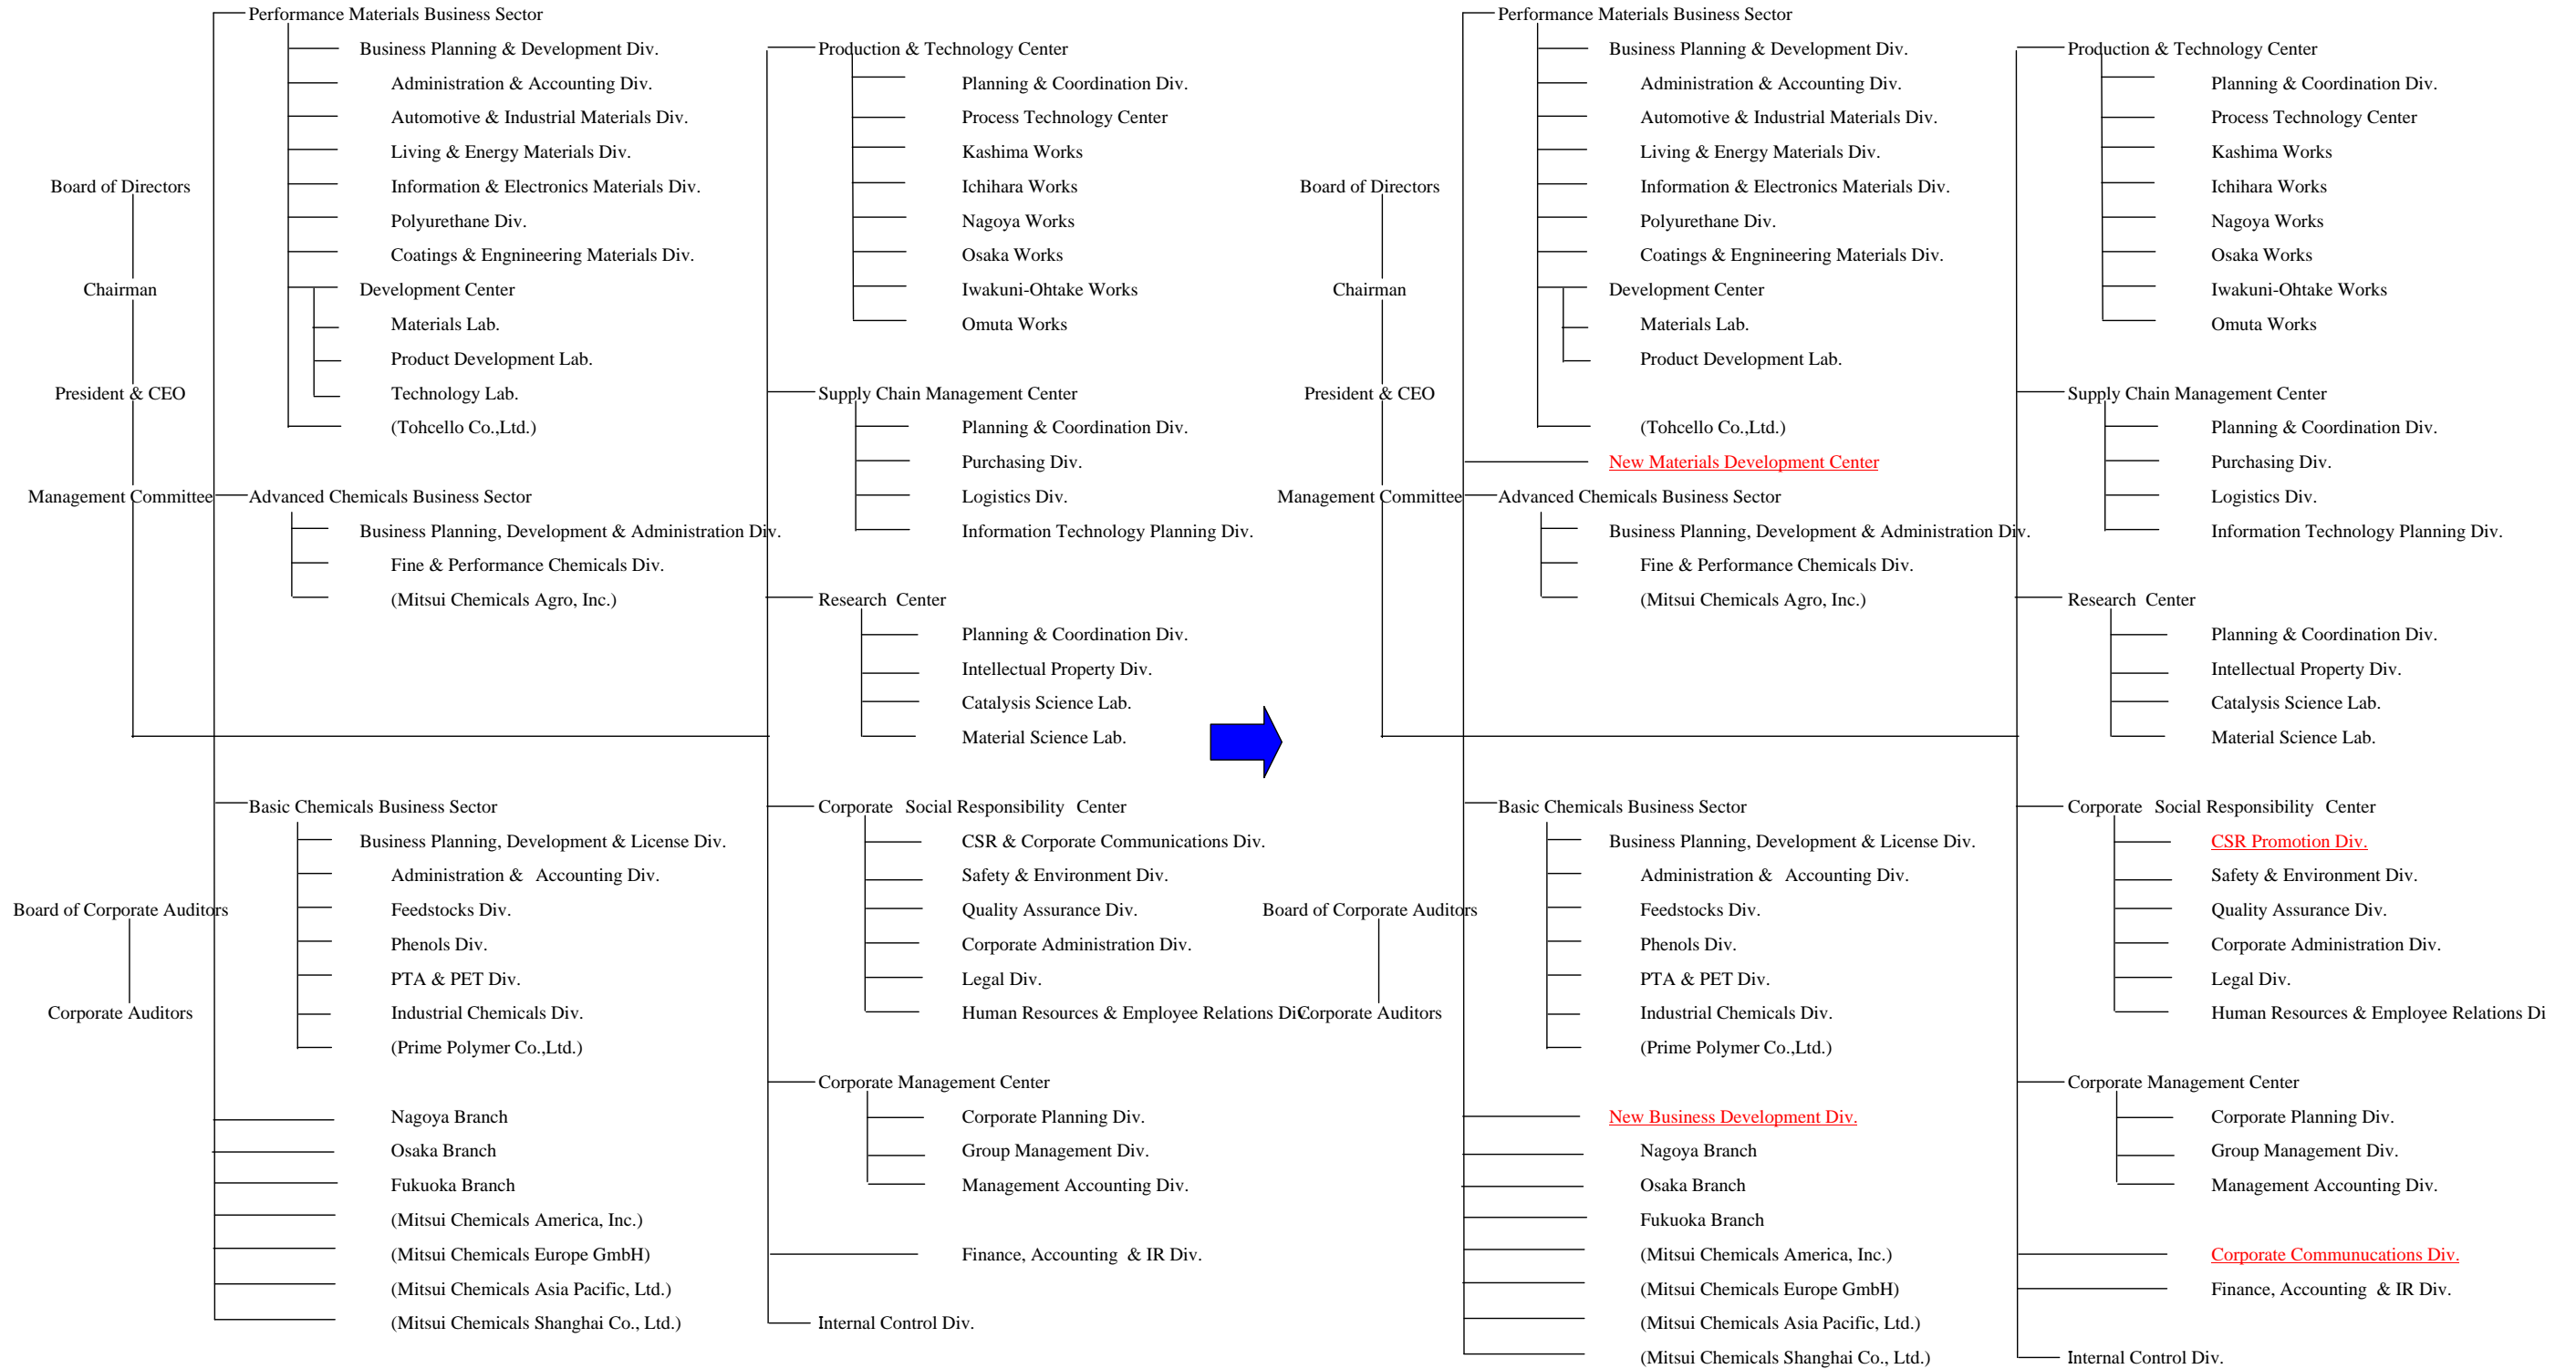 Performance Materials Business Sector
Business Planning & Development Div.
Administration & Accounting Div.
Automotive & Industrial Materials Div.
Living & Energy Materials Div.
Board of Directors
Information & Electronics Materials Div.
Polyurethane Div.
Coatings & Engnineering Materials Div.
Chairman
Development Center
Materials Lab.
Product Development Lab.
President & CEO
Technology Lab.
(Tohcello Co.,Ltd.)
Management Committee
Advanced Chemicals Business Sector
Business Planning, Development & Administration Div.
Fine & Performance Chemicals Div.
(Mitsui Chemicals Agro, Inc.)
Basic Chemicals Business Sector
Business Planning, Development & License Div.
Administration & Accounting Div.
Board of Corporate Auditors
Feedstocks Div.
Phenols Div.
PTA & PET Div.
Corporate Auditors
Industrial Chemicals Div.
(Prime Polymer Co.,Ltd.)
Nagoya Branch
Osaka Branch
Fukuoka Branch
(Mitsui Chemicals America, Inc.)
(Mitsui Chemicals Europe GmbH)
(Mitsui Chemicals Asia Pacific, Ltd.)
(Mitsui Chemicals Shanghai Co., Ltd.)
Production & Technology Center
Planning & Coordination Div.
Process Technology Center
Kashima Works
Ichihara Works
Nagoya Works
Osaka Works
Iwakuni-Ohtake Works
Omuta Works
Supply Chain Management Center
Planning & Coordination Div.
Purchasing Div.
Logistics Div.
Information Technology Planning Div.
Research Center
Planning & Coordination Div.
Intellectual Property Div.
Catalysis Science Lab.
Material Science Lab.
Corporate Social Responsibility Center
CSR & Corporate Communications Div.
Safety & Environment Div.
Quality Assurance Div.
Corporate Administration Div.
Legal Div.
Human Resources & Employee Relations Div.
Corporate Management Center
Corporate Planning Div.
Group Management Div.
Management Accounting Div.
Finance, Accounting & IR Div.
Internal Control Div.
Performance Materials Business Sector
Business Planning & Development Div.
Administration & Accounting Div.
Automotive & Industrial Materials Div.
Living & Energy Materials Div.
Board of Directors
Information & Electronics Materials Div.
Polyurethane Div.
Coatings & Engnineering Materials Div.
Chairman
Development Center
Materials Lab.
Product Development Lab.
President & CEO
(Tohcello Co.,Ltd.)
New Materials Development Center
Management Committee
Advanced Chemicals Business Sector
Business Planning, Development & Administration Div.
Fine & Performance Chemicals Div.
(Mitsui Chemicals Agro, Inc.)
Basic Chemicals Business Sector
Business Planning, Development & License Div.
Administration & Accounting Div.
Board of Corporate Auditors
Feedstocks Div.
Phenols Div.
PTA & PET Div.
Corporate Auditors
Industrial Chemicals Div.
(Prime Polymer Co.,Ltd.)
New Business Development Div.
Nagoya Branch
Osaka Branch
Fukuoka Branch
(Mitsui Chemicals America, Inc.)
(Mitsui Chemicals Europe GmbH)
(Mitsui Chemicals Asia Pacific, Ltd.)
(Mitsui Chemicals Shanghai Co., Ltd.)
Production & Technology Center
Planning & Coordination Div.
Process Technology Center
Kashima Works
Ichihara Works
Nagoya Works
Osaka Works
Iwakuni-Ohtake Works
Omuta Works
Supply Chain Management Center
Planning & Coordination Div.
Purchasing Div.
Logistics Div.
Information Technology Planning Div.
Research Center
Planning & Coordination Div.
Intellectual Property Div.
Catalysis Science Lab.
Material Science Lab.
Corporate Social Responsibility Center
CSR Promotion Div.
Safety & Environment Div.
Quality Assurance Div.
Corporate Administration Div.
Legal Div.
Human Resources & Employee Relations Di
Corporate Management Center
Corporate Planning Div.
Group Management Div.
Management Accounting Div.
Corporate Communucations Div.
Finance, Accounting & IR Div.
Internal Control Div.